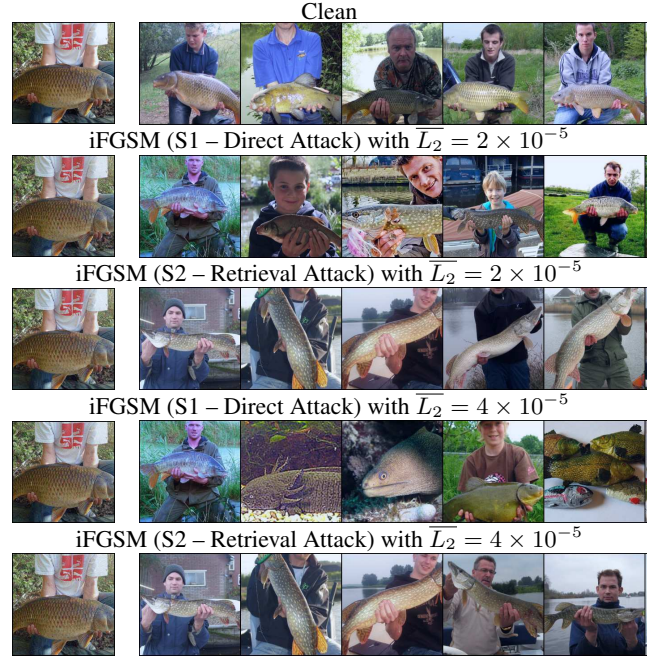 Clean
iFGSM (S1 – Direct Attack) with $\overline{L_2} = 2 \times 10^{-5}$
iFGSM (S2 – Retrieval Attack) with $\overline{L_2} = 2 \times 10^{-5}$
iFGSM (S1 – Direct Attack) with $\overline{L_2} = 4 \times 10^{-5}$
iFGSM (S2 – Retrieval Attack) with $\overline{L_2} = 4 \times 10^{-5}$